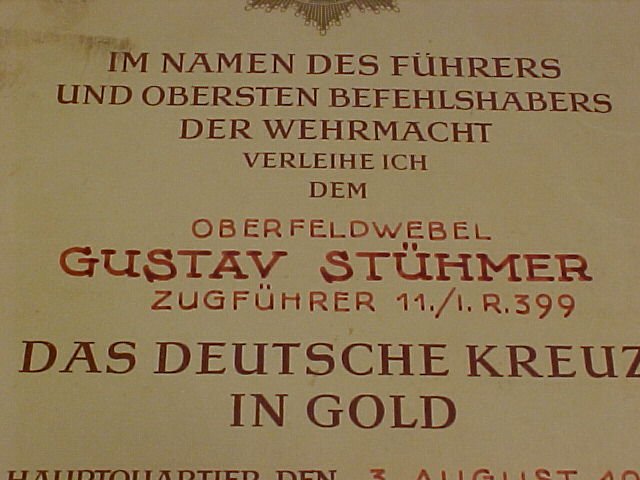 IM NAMEN DES FÜHRERS
UND OBERSTEN BEFEHLSHABERS
DER WEHRMACHT
VERLEIHE ICH
DEM
OBERFELDWEBEL
GUSTAV STÜHMER
ZUGFÜHRER 11./I.R.399
DAS DEUTSCHE KREUZ
IN GOLD
HAUPTQUARTIER, DEN 3. AUGUST